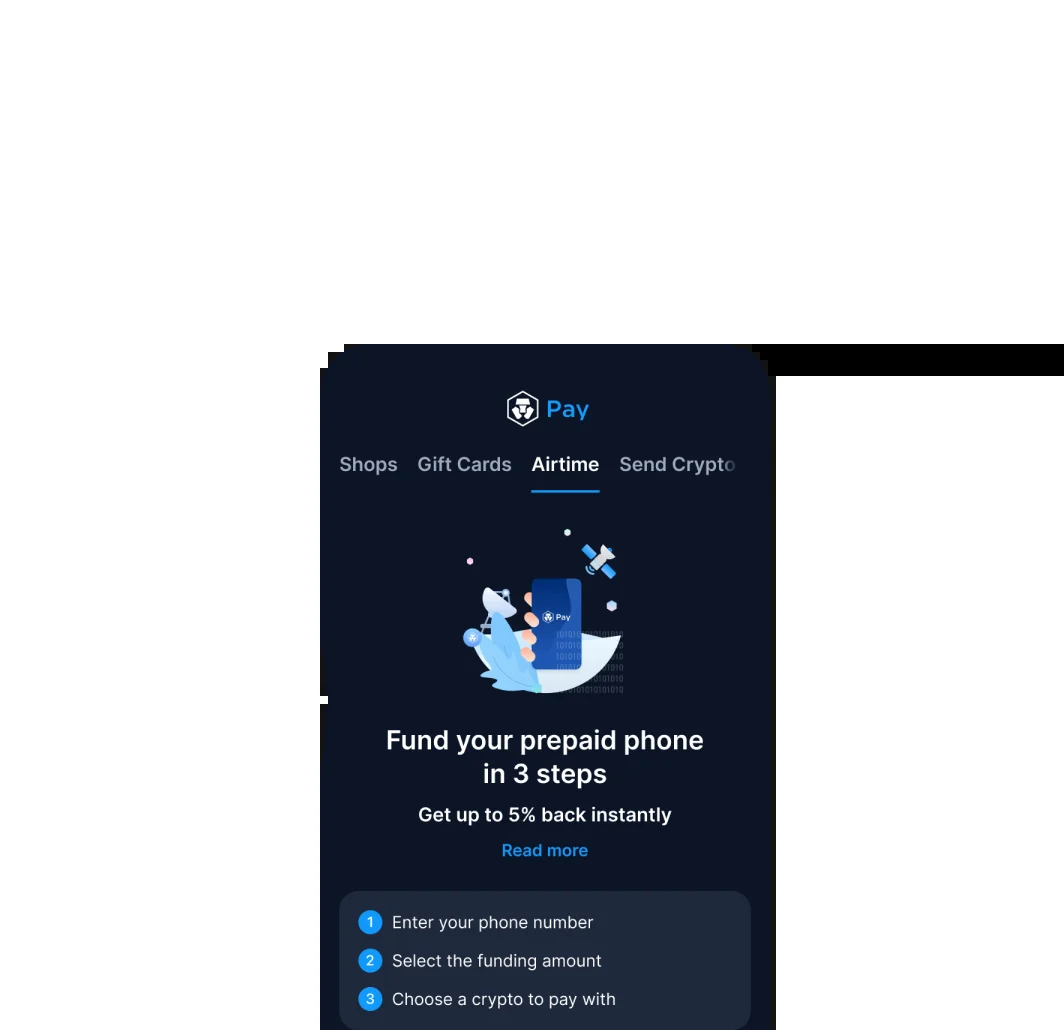 Pay
Shops Gift Cards Airtime Send Crypto
Pay
Fund your prepaid phone
in 3 steps
Get up to 5% back instantly
Read more
1 Enter your phone number
2 Select the funding amount
3 Choose a crypto to pay with